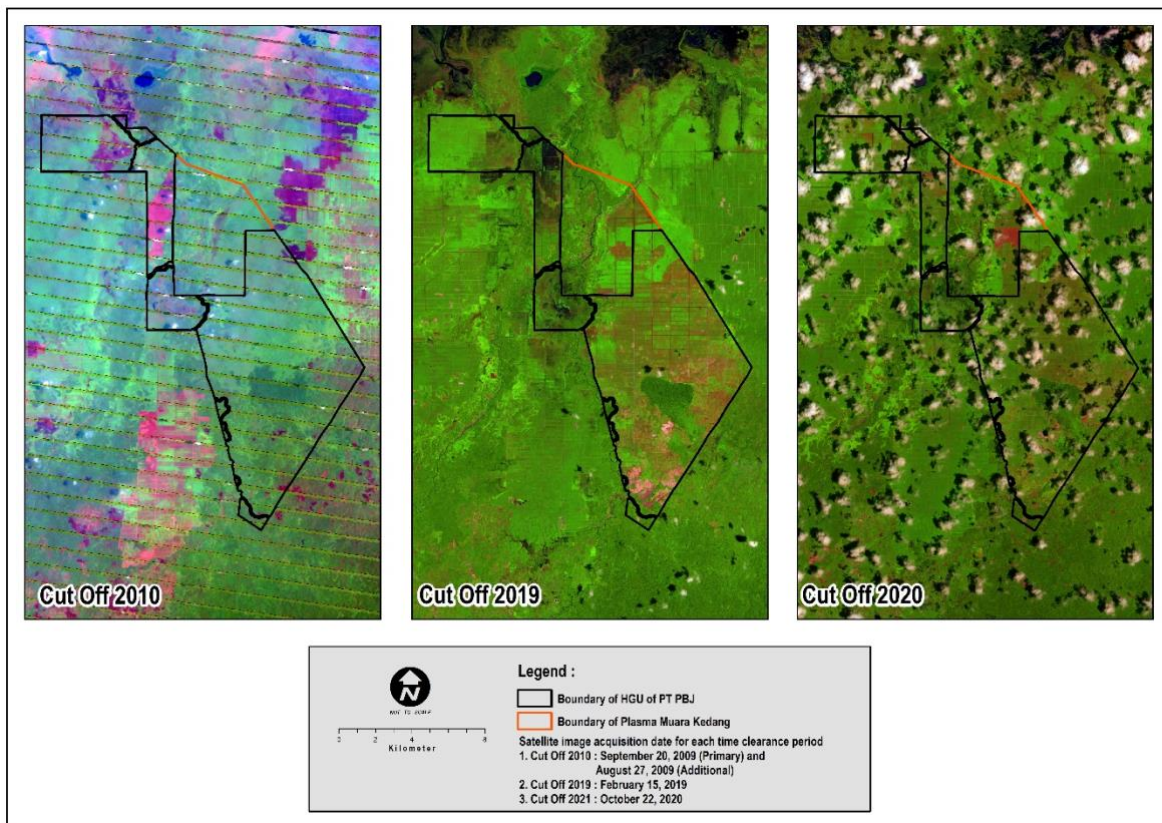 Cut Off 2010
Cut Off 2019
Cut Off 2020
Legend :
Boundary of HGU of PT PBJ
Boundary of Plasma Muara Kedang
Satellite image acquisition date for each time clearance period
1. Cut Off 2010 : September 20, 2009 (Primary) and
August 27, 2009 (Additional)
2. Cut Off 2019 : February 15, 2019
3. Cut Off 2021 : October 22, 2020
N
Kilometer